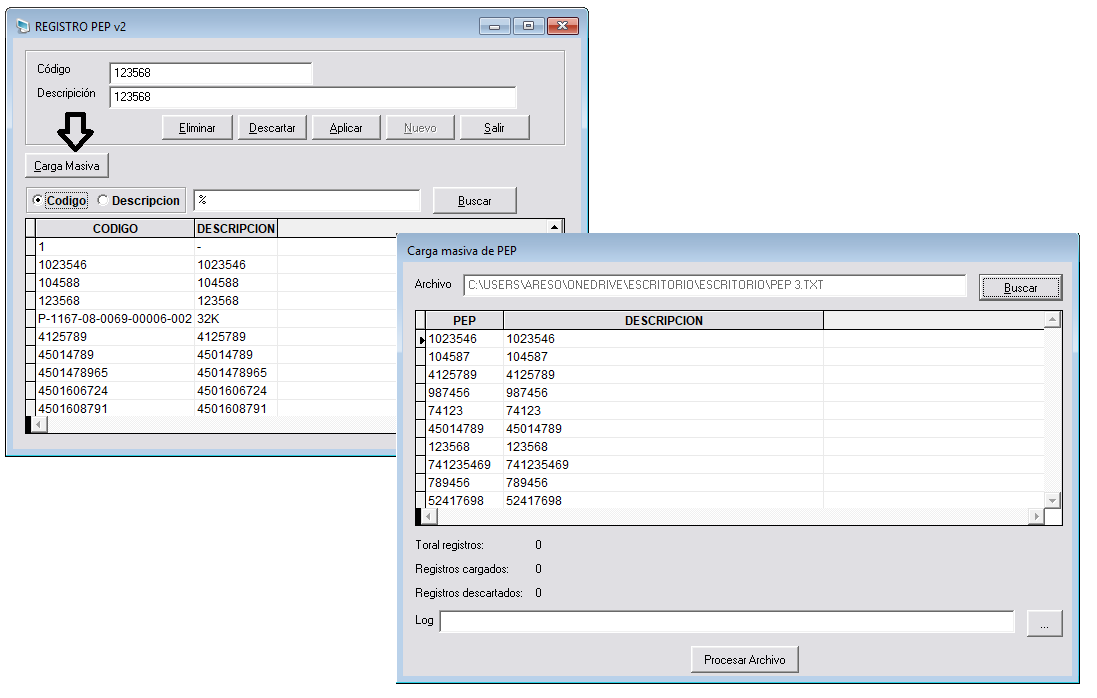 REGISTRO PEP v2
Código 123568
Descripición 123568
Eliminar Descartar Aplicar Nuevo Salir
Carga Masiva
Codigo Descripcion % Buscar
CODIGO DESCRIPCION
1 -
1023546 1023546
104588 104588
123568 123568
P-1167-08-0069-00006-002 32K
4125789 4125789
45014789 45014789
4501478965 4501478965
4501606724 4501606724
4501608791 4501608791
Carga masiva de PEP
Archivo C:\USERS\ARESO\ONEDRIVE\ESCRITORIO\ESCRITORIO\PEP 3.TXT Buscar
PEP DESCRIPCION
1023546 1023546
104587 104587
4125789 4125789
987456 987456
74123 74123
45014789 45014789
123568 123568
741235469 741235469
789456 789456
52417698 52417698
Toral registros: 0
Registros cargados: 0
Registros descartados: 0
Log ...
Procesar Archivo